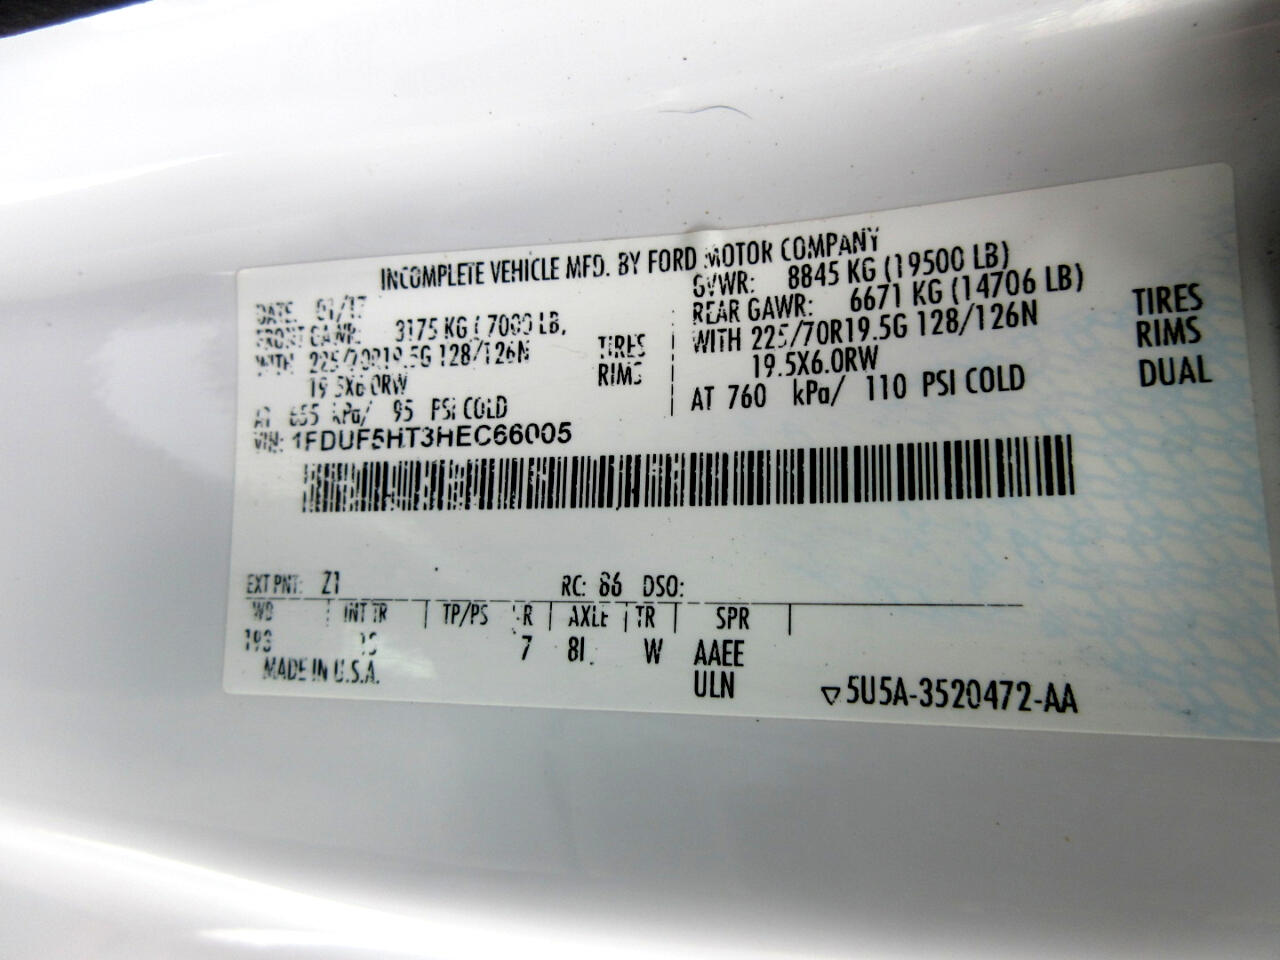 INCOMPLETE VEHICLE MFD. BY FORD MOTOR COMPANY
DATE: 01/17 GVWR: 8845 KG (19500 LB)
FRONT GAWR: 3175 KG ( 7000 LB) REAR GAWR: 6671 KG (14706 LB)
WITH 225/70R19.5G 128/126N TIRES WITH 225/70R19.5G 128/126N TIRES
19.5X6.0RW RIMS 19.5X6.0RW RIMS
AT 655 kPa/ 95 PSI COLD AT 760 kPa/ 110 PSI COLD DUAL
VIN: 1FDUF5HT3HEC66005
EXT PNT: Z1 RC: 86 DSO:
WB | INT TR | TP/PS R | AXLE | TR | SPR |
193 7 W AAEE
MADE IN U.S.A. ULN ▽5U5A-3520472-AA